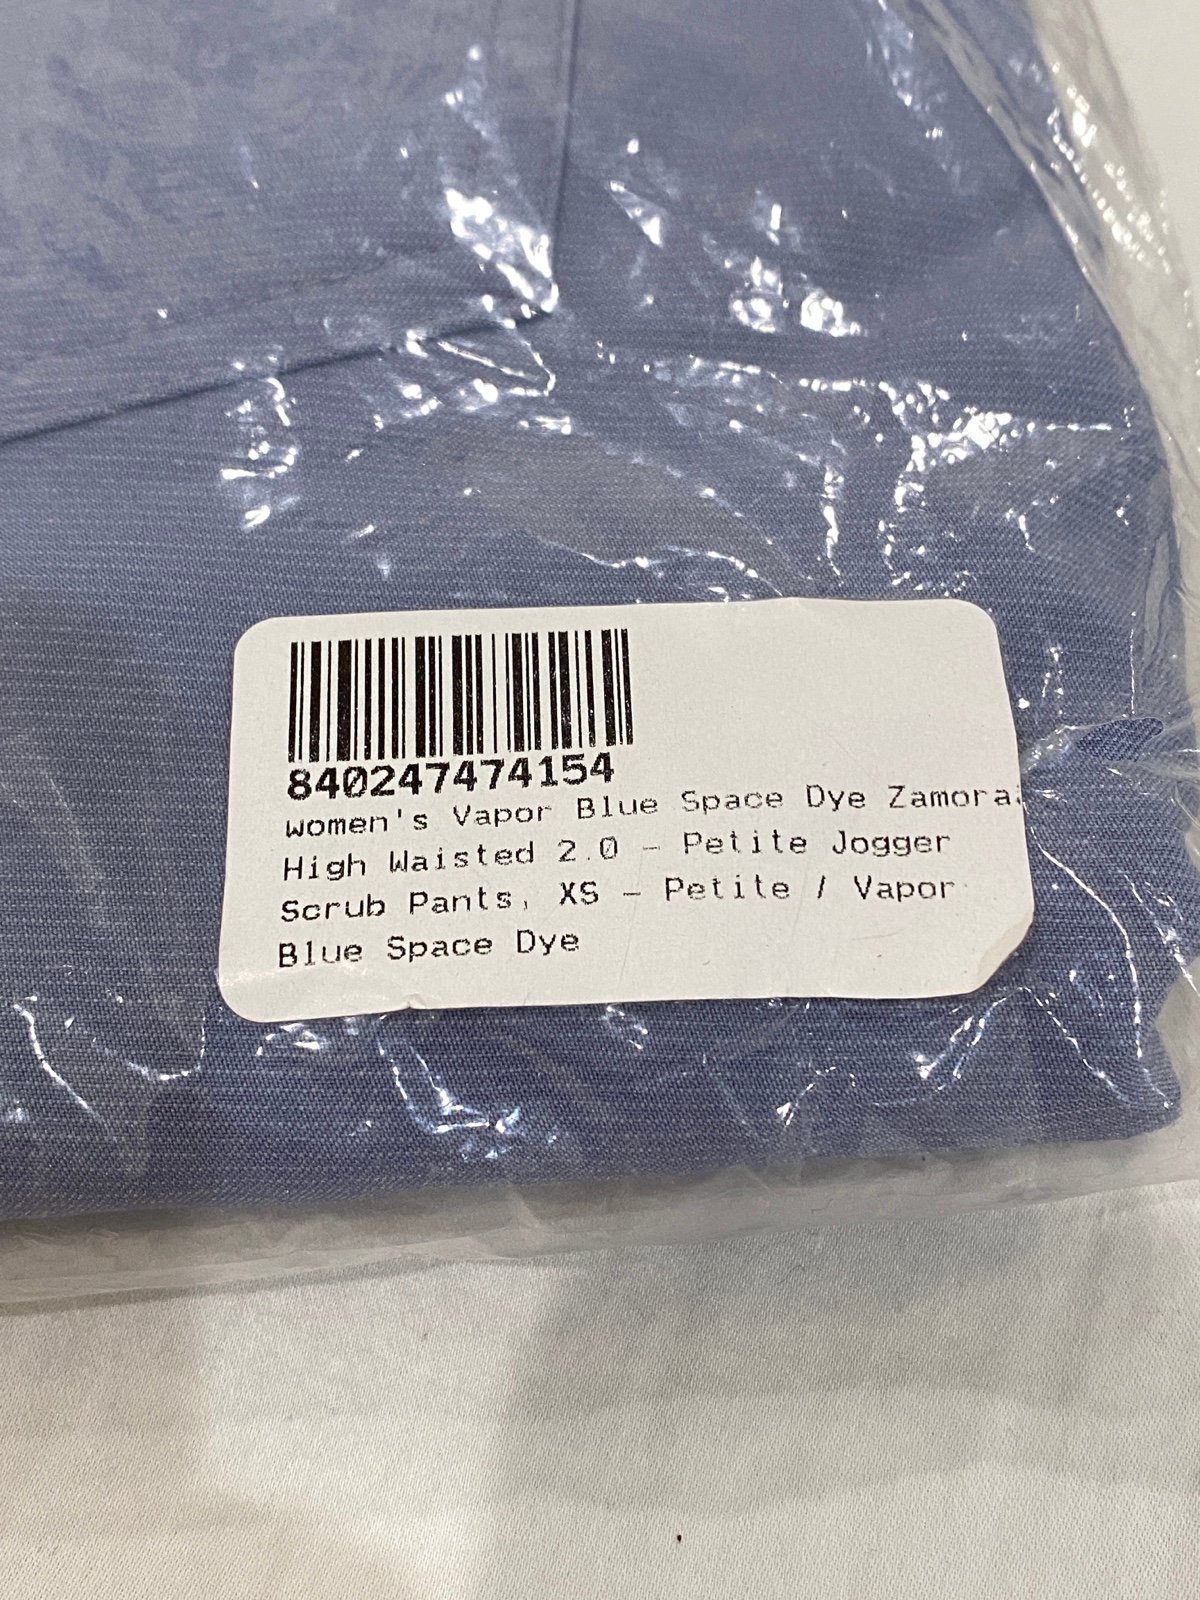 840247474154
women's Vapor Blue Space Dye Zamora
High Waisted 2.0 - Petite Jogger
Scrub Pants, XS - Petite / Vapor
Blue Space Dye